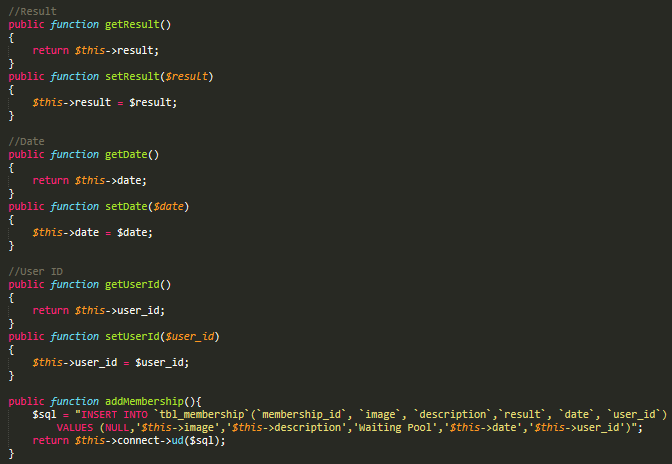 //Result
public function getResult()
{
    return $this->result;
}
public function setResult($result)
{
    $this->result = $result;
}

//Date
public function getDate()
{
    return $this->date;
}
public function setDate($date)
{
    $this->date = $date;
}

//User ID
public function getUserId()
{
    return $this->user_id;
}
public function setUserId($user_id)
{
    $this->user_id = $user_id;
}

public function addMembership(){
    $sql = "INSERT INTO `tbl_membership`(`membership_id`, `image`, `description`,`result`, `date`, `user_id`)
        VALUES (NULL,'$this->image','$this->description','Waiting Pool','$this->date','$this->user_id')";
    return $this->connect->ud($sql);
}